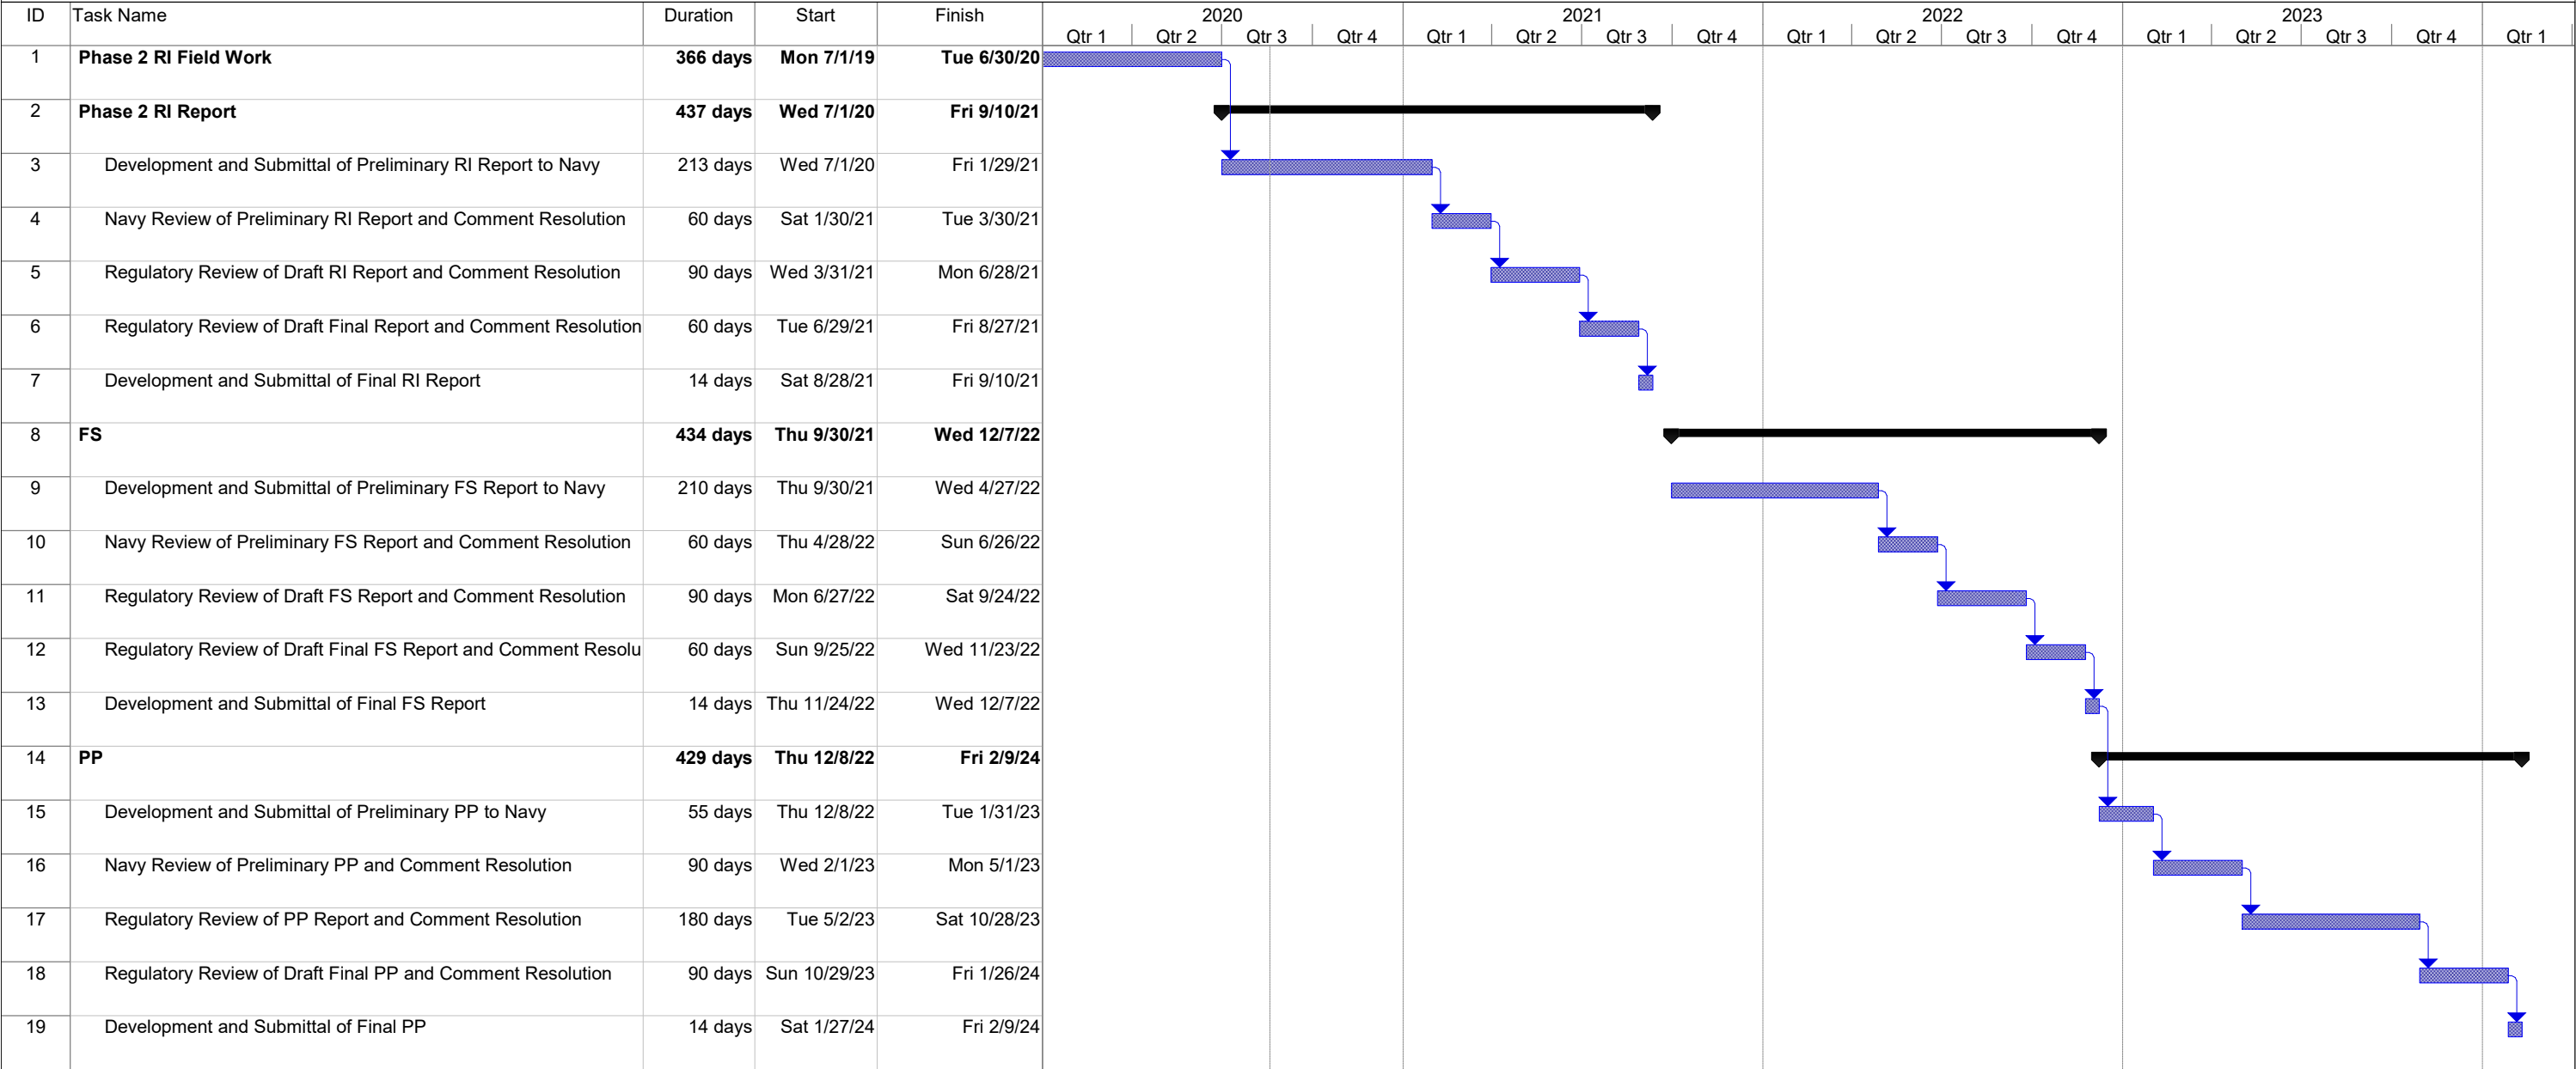 ID Task Name Duration Start Finish 2020 2021 2022 2023
Qtr 1 Qtr 2 Qtr 3 Qtr 4 Qtr 1 Qtr 2 Qtr 3 Qtr 4 Qtr 1 Qtr 2 Qtr 3 Qtr 4 Qtr 1 Qtr 2 Qtr 3 Qtr 4 Qtr 1
1 Phase 2 RI Field Work 366 days Mon 7/1/19 Tue 6/30/20
2 Phase 2 RI Report 437 days Wed 7/1/20 Fri 9/10/21
3 Development and Submittal of Preliminary RI Report to Navy 213 days Wed 7/1/20 Fri 1/29/21
4 Navy Review of Preliminary RI Report and Comment Resolution 60 days Sat 1/30/21 Tue 3/30/21
5 Regulatory Review of Draft RI Report and Comment Resolution 90 days Wed 3/31/21 Mon 6/28/21
6 Regulatory Review of Draft Final Report and Comment Resolution 60 days Tue 6/29/21 Fri 8/27/21
7 Development and Submittal of Final RI Report 14 days Sat 8/28/21 Fri 9/10/21
8 FS 434 days Thu 9/30/21 Wed 12/7/22
9 Development and Submittal of Preliminary FS Report to Navy 210 days Thu 9/30/21 Wed 4/27/22
10 Navy Review of Preliminary FS Report and Comment Resolution 60 days Thu 4/28/22 Sun 6/26/22
11 Regulatory Review of Draft FS Report and Comment Resolution 90 days Mon 6/27/22 Sat 9/24/22
12 Regulatory Review of Draft Final FS Report and Comment Resolu 60 days Sun 9/25/22 Wed 11/23/22
13 Development and Submittal of Final FS Report 14 days Thu 11/24/22 Wed 12/7/22
14 PP 429 days Thu 12/8/22 Fri 2/9/24
15 Development and Submittal of Preliminary PP to Navy 55 days Thu 12/8/22 Tue 1/31/23
16 Navy Review of Preliminary PP and Comment Resolution 90 days Wed 2/1/23 Mon 5/1/23
17 Regulatory Review of PP Report and Comment Resolution 180 days Tue 5/2/23 Sat 10/28/23
18 Regulatory Review of Draft Final PP and Comment Resolution 90 days Sun 10/29/23 Fri 1/26/24
19 Development and Submittal of Final PP 14 days Sat 1/27/24 Fri 2/9/24